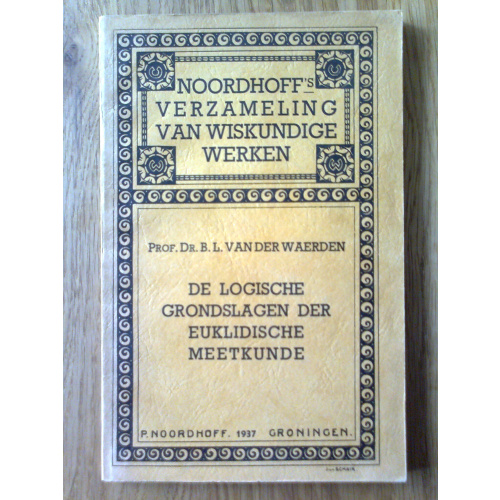 NOORDHOFF'S
VERZAMELING
VAN WISKUNDIGE
WERKEN
PROF. DR. B. L. VAN DER WAERDEN
DE LOGISCHE
GRONDSLAGEN DER
EUKLIDISCHE
MEETKUNDE
P. NOORDHOFF. 1937 GRONINGEN.